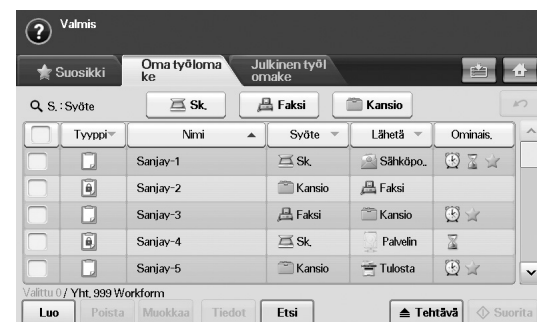 Valmis
Suosikki
Oma työloma
ke
Julkinen työl
omake
S. : Syöte
Sk.
Faksi
Kansio
Tyyppi Nimi Syöte Lähetä Ominais.
Sanjay-1 Sk. Sähköpo..
Sanjay-2 Kansio Faksi
Sanjay-3 Faksi Kansio
Sanjay-4 Sk. Palvelin
Sanjay-5 Kansio Tulosta
Valittu 0 / Yht. 999 Workform
Luo Poista Muokkaa Tiedot Etsi Tehtävä Suorita